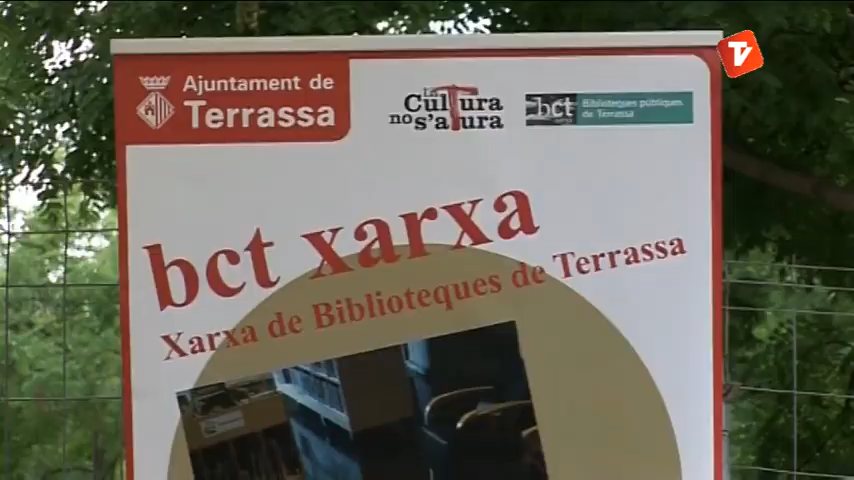 Ajuntament de
Terrassa
La
Cultura
no s'atura
bct
Biblioteques públiques
de Terrassa
TV
bct xarxa
Xarxa de Biblioteques de Terrassa